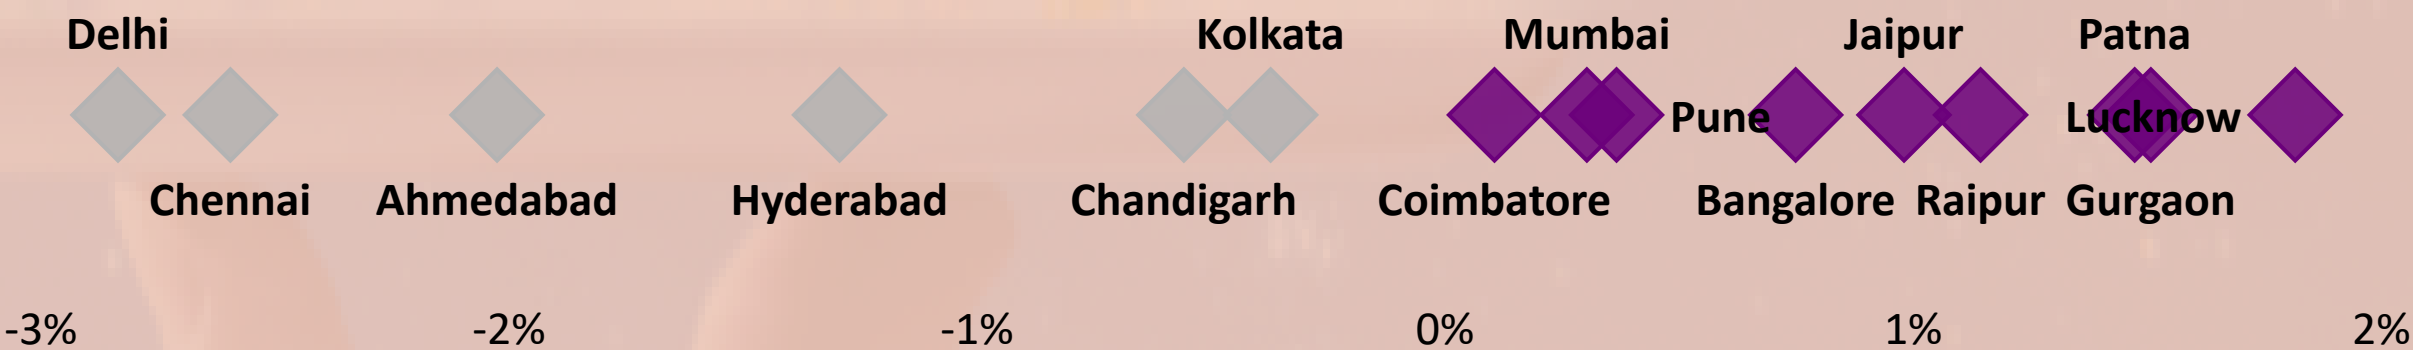 Delhi Kolkata Mumbai Jaipur Patna
Pune Lucknow
Chennai Ahmedabad Hyderabad Chandigarh Coimbatore Bangalore Raipur Gurgaon
-3% -2% -1% 0% 1% 2%